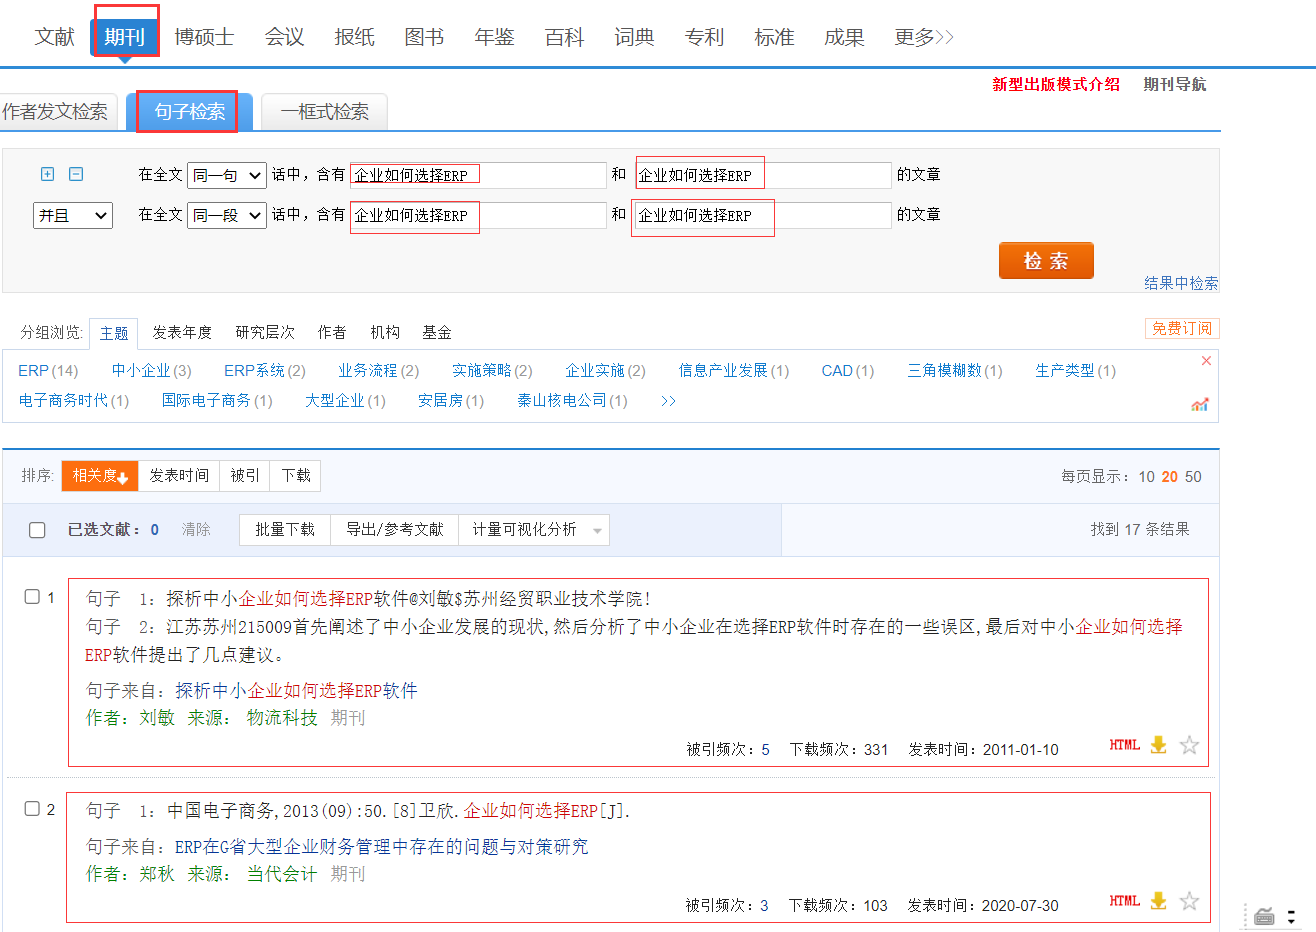 文献 期刊 博硕士 会议 报纸 图书 年鉴 百科 词典 专利 标准 成果 更多>>
新型出版模式介绍 期刊导航
作者发文检索 句子检索 一框式检索
在全文 同一句 话中，含有 企业如何选择ERP 和 企业如何选择ERP 的文章
并且 在全文 同一段 话中，含有 企业如何选择ERP 和 企业如何选择ERP 的文章
检 索
结果中检索
分组浏览: 主题 发表年度 研究层次 作者 机构 基金 免费订阅
ERP(14) 中小企业(3) ERP系统(2) 业务流程(2) 实施策略(2) 企业实施(2) 信息产业发展(1) CAD(1) 三角模糊数(1) 生产类型(1)
电子商务时代(1) 国际电子商务(1) 大型企业(1) 安居房(1) 秦山核电公司(1) >>
排序: 相关度 发表时间 被引 下载 每页显示：10 20 50
已选文献：0 清除 批量下载 导出/参考文献 计量可视化分析 找到 17 条结果
1 句子 1：探析中小企业如何选择ERP软件@刘敏$苏州经贸职业技术学院!
句子 2：江苏苏州215009首先阐述了中小企业发展的现状,然后分析了中小企业在选择ERP软件时存在的一些误区,最后对中小企业如何选择
ERP软件提出了几点建议。
句子来自：探析中小企业如何选择ERP软件
作者：刘敏 来源： 物流科技 期刊
被引频次：5 下载频次：331 发表时间：2011-01-10 HTML
2 句子 1：中国电子商务,2013(09):50.[8]卫欣.企业如何选择ERP[J].
句子来自：ERP在G省大型企业财务管理中存在的问题与对策研究
作者：郑秋 来源： 当代会计 期刊
被引频次：3 下载频次：103 发表时间：2020-07-30 HTML